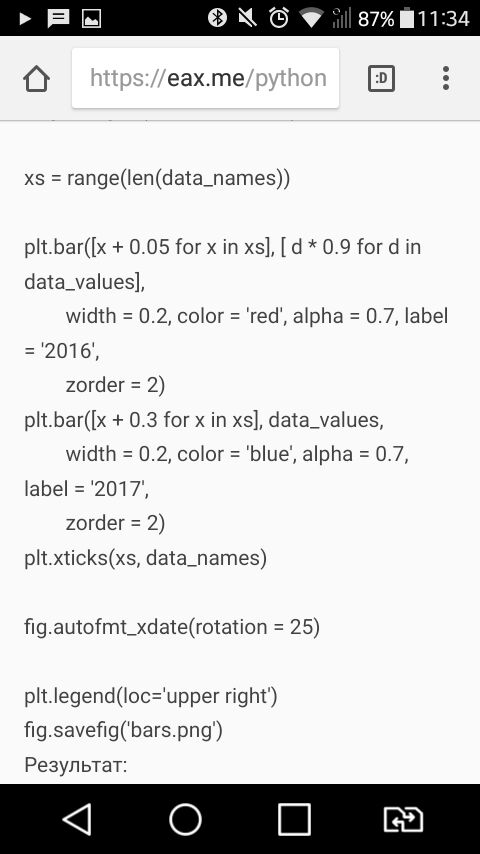 87% 11:34
https://eax.me/python
:D
xs = range(len(data_names))
plt.bar([x + 0.05 for x in xs], [ d * 0.9 for d in
data_values],
width = 0.2, color = 'red', alpha = 0.7, label
= '2016',
zorder = 2)
plt.bar([x + 0.3 for x in xs], data_values,
width = 0.2, color = 'blue', alpha = 0.7,
label = '2017',
zorder = 2)
plt.xticks(xs, data_names)
fig.autofmt_xdate(rotation = 25)
plt.legend(loc='upper right')
fig.savefig('bars.png')
Результат: